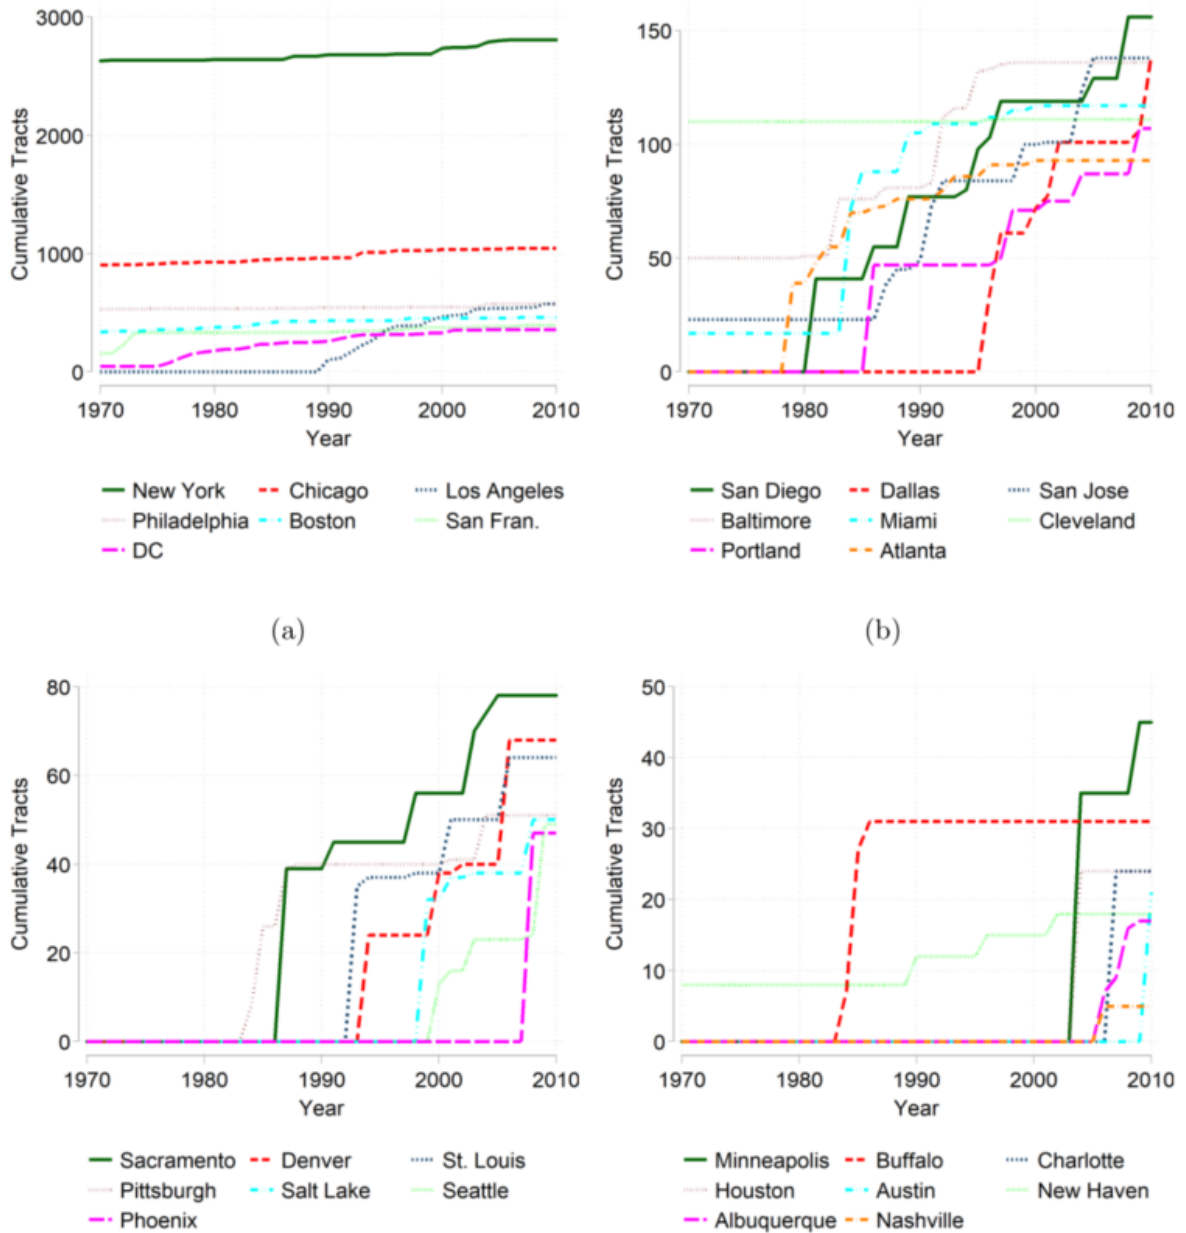 3000
2000
1000
0
Cumulative Tracts
1970 1980 1990 2000 2010
Year
New York Chicago Los Angeles
Philadelphia Boston San Fran.
DC
(a)
150
100
50
0
Cumulative Tracts
1970 1980 1990 2000 2010
Year
San Diego Dallas San Jose
Baltimore Miami Cleveland
Portland Atlanta
(b)
80
60
40
20
0
Cumulative Tracts
1970 1980 1990 2000 2010
Year
Sacramento Denver St. Louis
Pittsburgh Salt Lake Seattle
Phoenix
50
40
30
20
10
0
Cumulative Tracts
1970 1980 1990 2000 2010
Year
Minneapolis Buffalo Charlotte
Houston Austin New Haven
Albuquerque Nashville